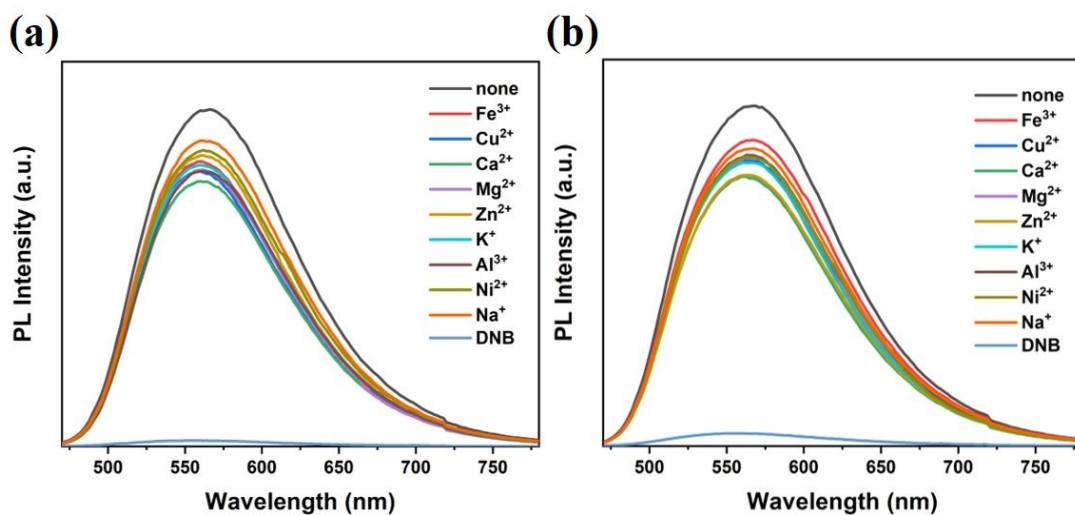 (a)
PL Intensity (a.u.)
none
Fe³⁺
Cu²⁺
Ca²⁺
Mg²⁺
Zn²⁺
K⁺
Al³⁺
Ni²⁺
Na⁺
DNB
500 550 600 650 700 750
Wavelength (nm)
(b)
PL Intensity (a.u.)
none
Fe³⁺
Cu²⁺
Ca²⁺
Mg²⁺
Zn²⁺
K⁺
Al³⁺
Ni²⁺
Na⁺
DNB
500 550 600 650 700 750
Wavelength (nm)